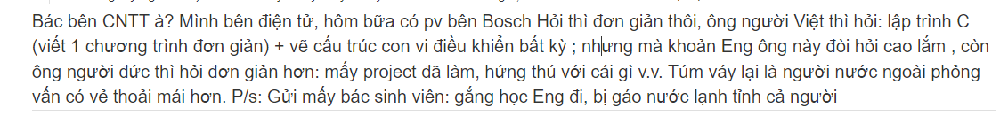 Bác bên CNTT à? Mình bên điện tử, hôm bữa có pv bên Bosch Hỏi thì đơn giản thôi, ông người Việt thì hỏi: lập trình C
(viết 1 chương trình đơn giản) + vẽ cấu trúc con vi điều khiển bất kỳ ; nhưng mà khoản Eng ông này đòi hỏi cao lắm , còn
ông người đức thì hỏi đơn giản hơn: mấy project đã làm, hứng thú với cái gì v.v. Túm váy lại là người nước ngoài phỏng
vấn có vẻ thoải mái hơn. P/s: Gửi mấy bác sinh viên: gắng học Eng đi, bị gáo nước lạnh tỉnh cả người